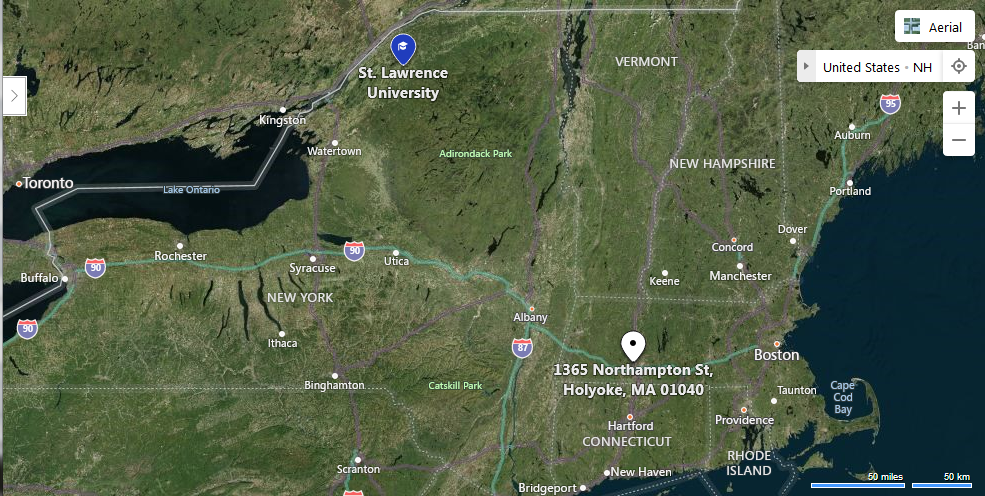 Aerial
Ban
United States • NH
VERMONT
95
St. Lawrence
University
Kingston
Auburn
Watertown
Adirondack Park
NEW HAMPSHIRE
Toronto
Lake Ontario
Portland
Dover
Concord
90
Rochester
Utica
90
Syracuse
Manchester
Buffalo
Keene
NEW YORK
Albany
90
Ithaca
87
Boston
1365 Northampton St,
Holyoke, MA 01040
Binghamton
Catskill Park
Cape
Cod
Bay
Taunton
Providence
Hartford
CONNECTICUT
RHODE
ISLAND
Scranton
New Haven
50 miles
50 km
Bridgeport